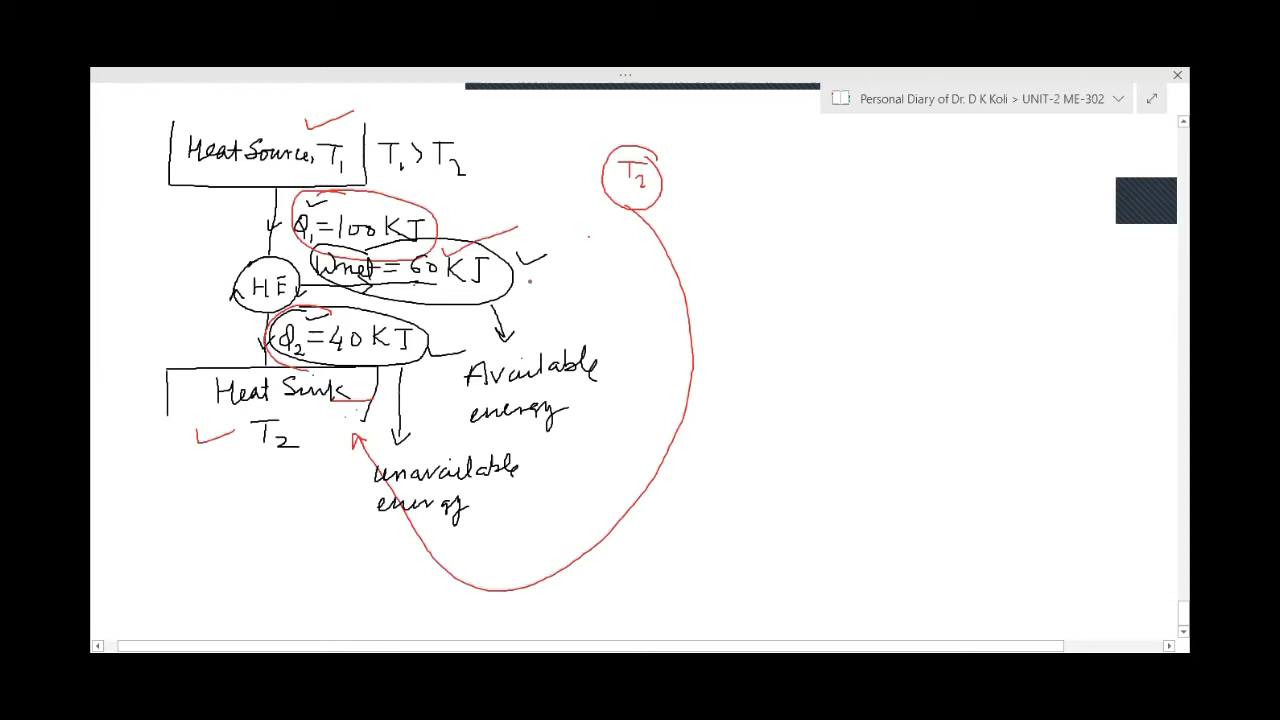 Personal Diary of Dr. D K Koli > UNIT-2 ME-302
Heat Source, T1 T1 > T2
T2
Q1 = 100 KJ
Wnet = 60 KJ
HE
Q2 = 40 KJ
Available
energy
Heat Sink
T2
unavailable
energy